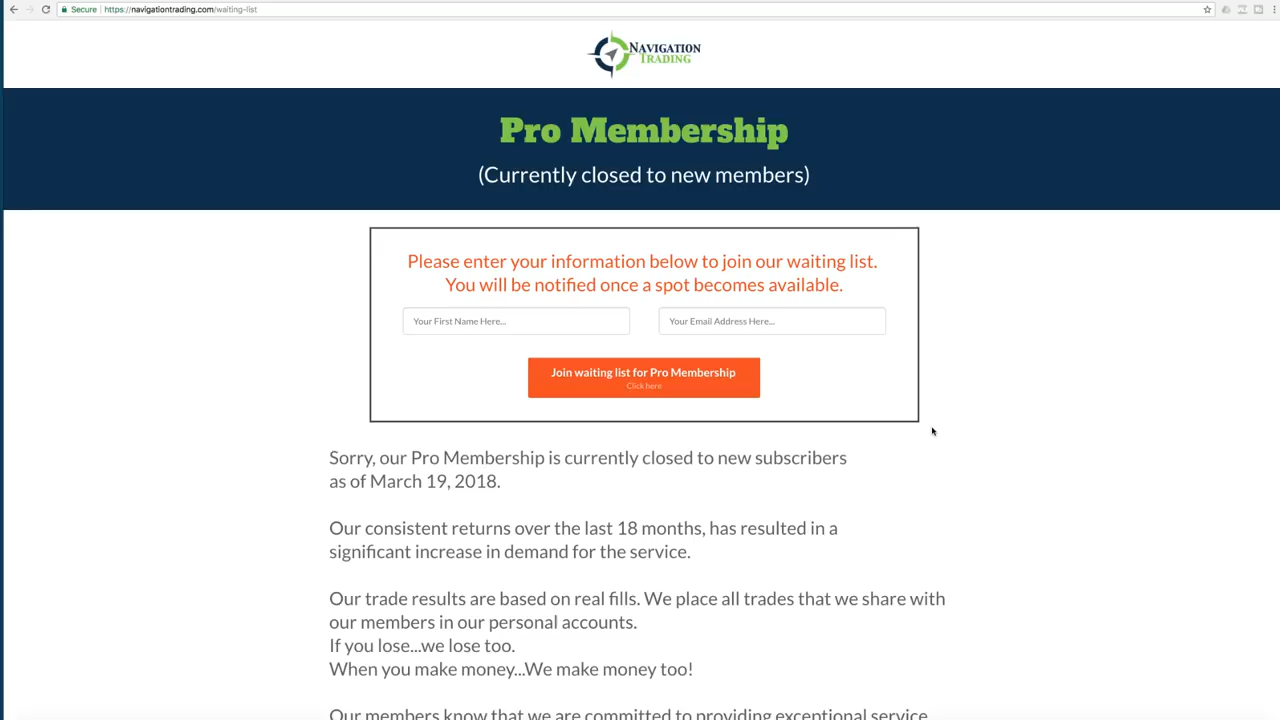 Secure https://navigationtrading.com/waiting-list
NAVIGATION
TRADING
Pro Membership
(Currently closed to new members)
Please enter your information below to join our waiting list.
You will be notified once a spot becomes available.
Your First Name Here... Your Email Address Here...
Join waiting list for Pro Membership
Click here
Sorry, our Pro Membership is currently closed to new subscribers
as of March 19, 2018.
Our consistent returns over the last 18 months, has resulted in a
significant increase in demand for the service.
Our trade results are based on real fills. We place all trades that we share with
our members in our personal accounts.
If you lose...we lose too.
When you make money...We make money too!
Our members know that we are committed to providing exceptional service